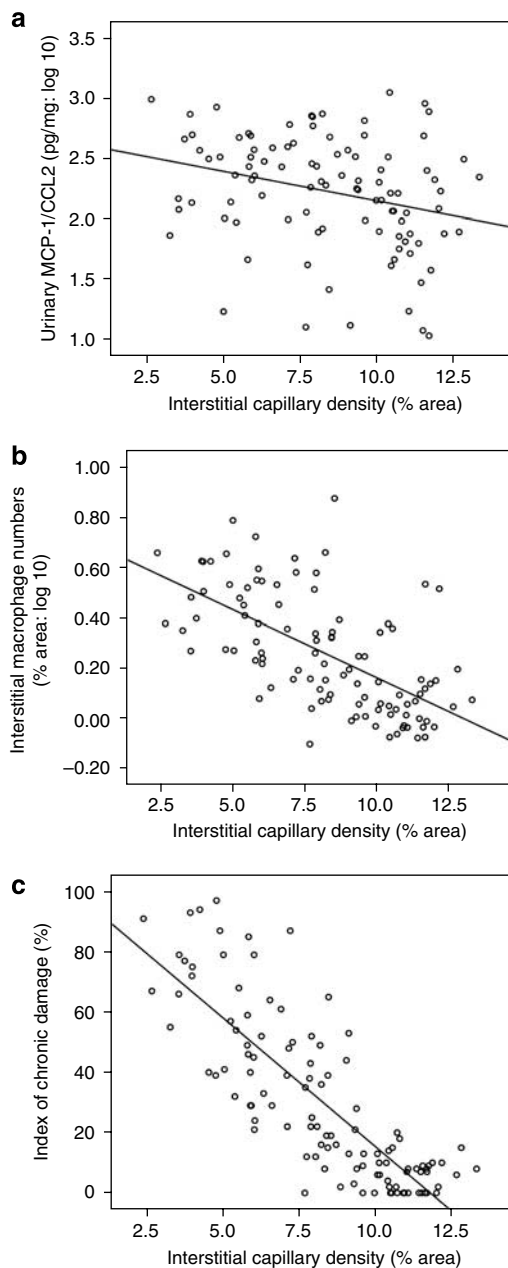 a
Urinary MCP-1/CCL2 (pg/mg: log 10)
3.5
3.0
2.5
2.0
1.5
1.0
2.5 5.0 7.5 10.0 12.5
Interstitial capillary density (% area)
b
Interstitial macrophage numbers
(% area: log 10)
1.00
0.80
0.60
0.40
0.20
0.00
–0.20
2.5 5.0 7.5 10.0 12.5
Interstitial capillary density (% area)
c
Index of chronic damage (%)
100
80
60
40
20
0
2.5 5.0 7.5 10.0 12.5
Interstitial capillary density (% area)